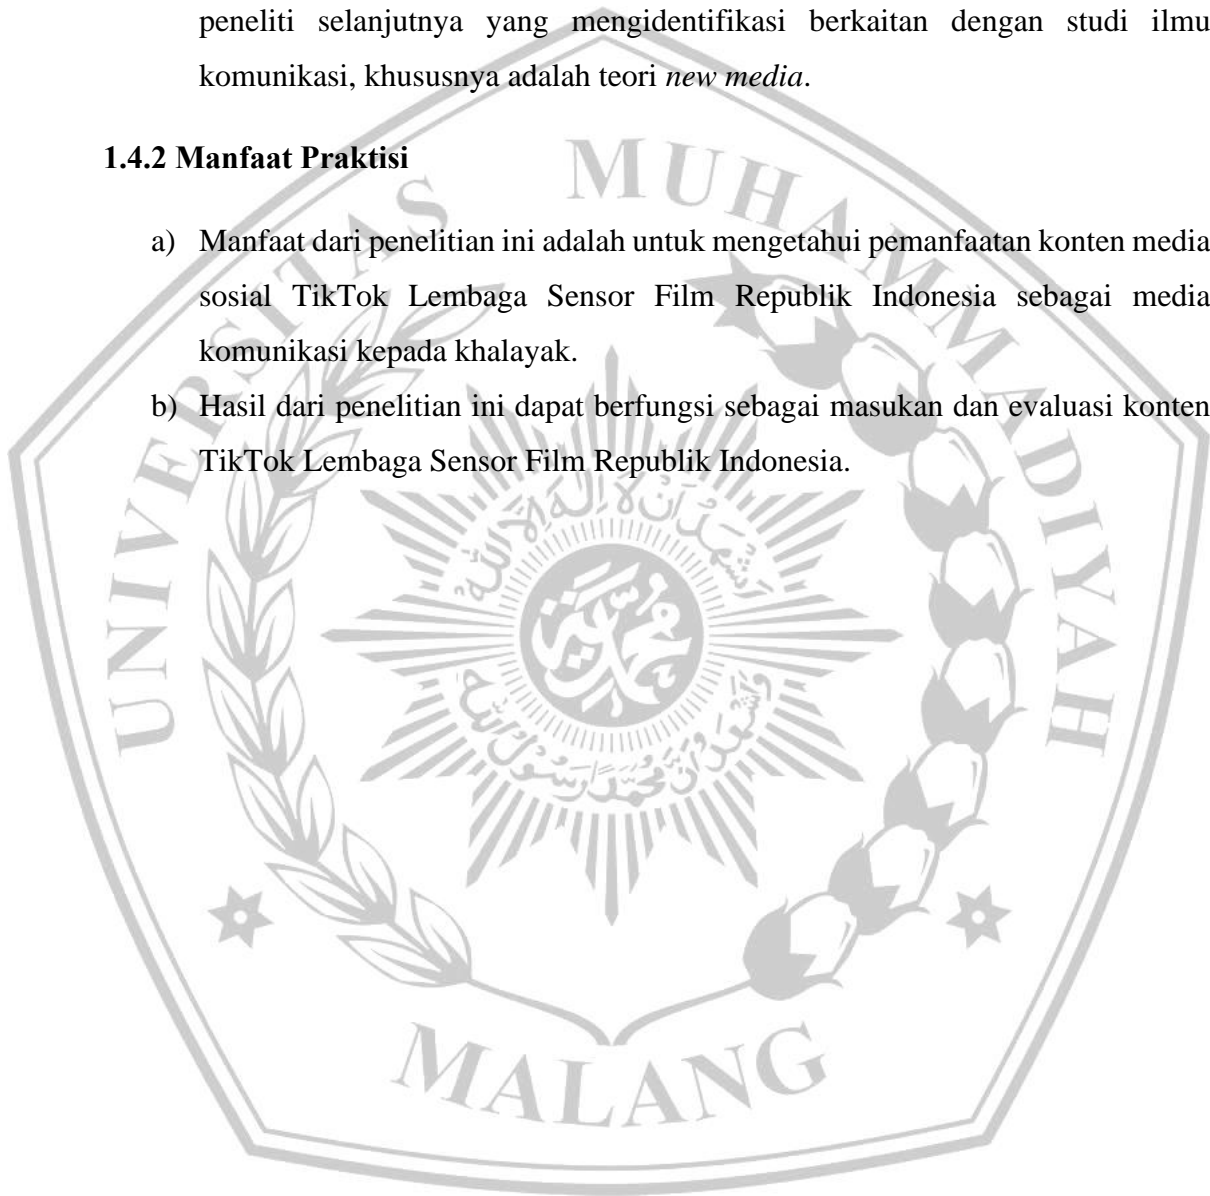 peneliti selanjutnya yang mengidentifikasi berkaitan dengan studi ilmu
komunikasi, khususnya adalah teori new media.
1.4.2 Manfaat Praktisi
a) Manfaat dari penelitian ini adalah untuk mengetahui pemanfaatan konten media
sosial TikTok Lembaga Sensor Film Republik Indonesia sebagai media
komunikasi kepada khalayak.
b) Hasil dari penelitian ini dapat berfungsi sebagai masukan dan evaluasi konten
TikTok Lembaga Sensor Film Republik Indonesia.
UNIVERSITAS MUHAMMADIYAH
MALANG